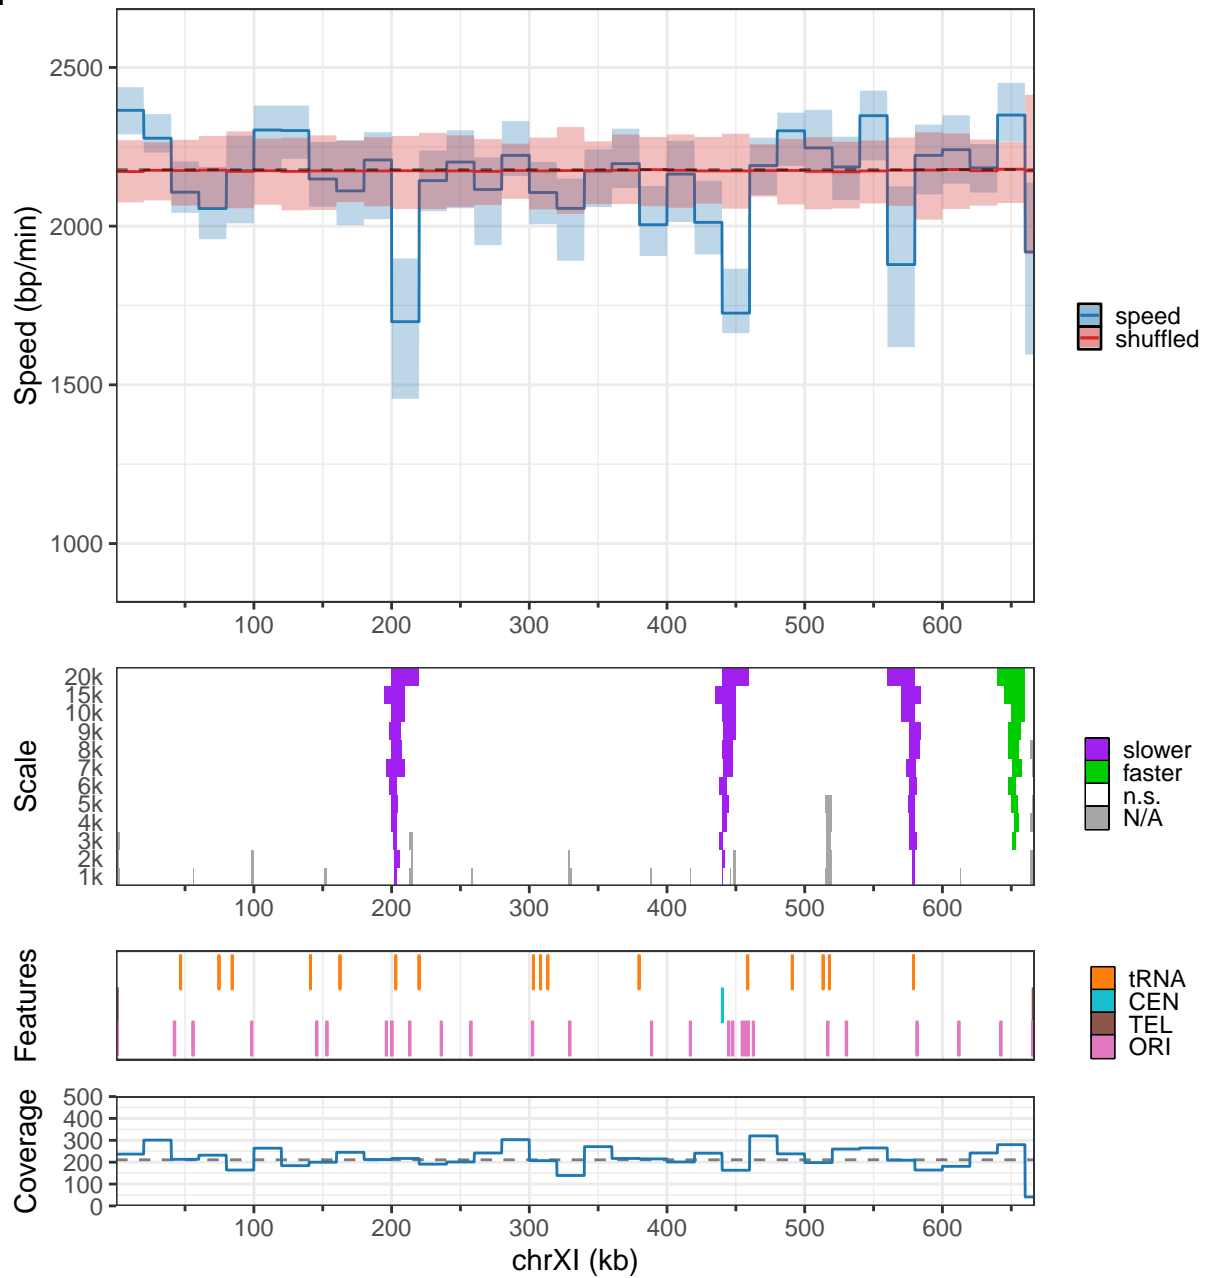 2500
2000
1500
1000
Speed (bp/min)
100 200 300 400 500 600
speed
shuffled
20k
15k
10k
9k
8k
7k
6k
5k
4k
3k
2k
1k
Scale
100 200 300 400 500 600
slower
faster
n.s.
N/A
Features
tRNA
CEN
TEL
ORI
500
400
300
200
100
0
Coverage
100 200 300 400 500 600
chrXI (kb)